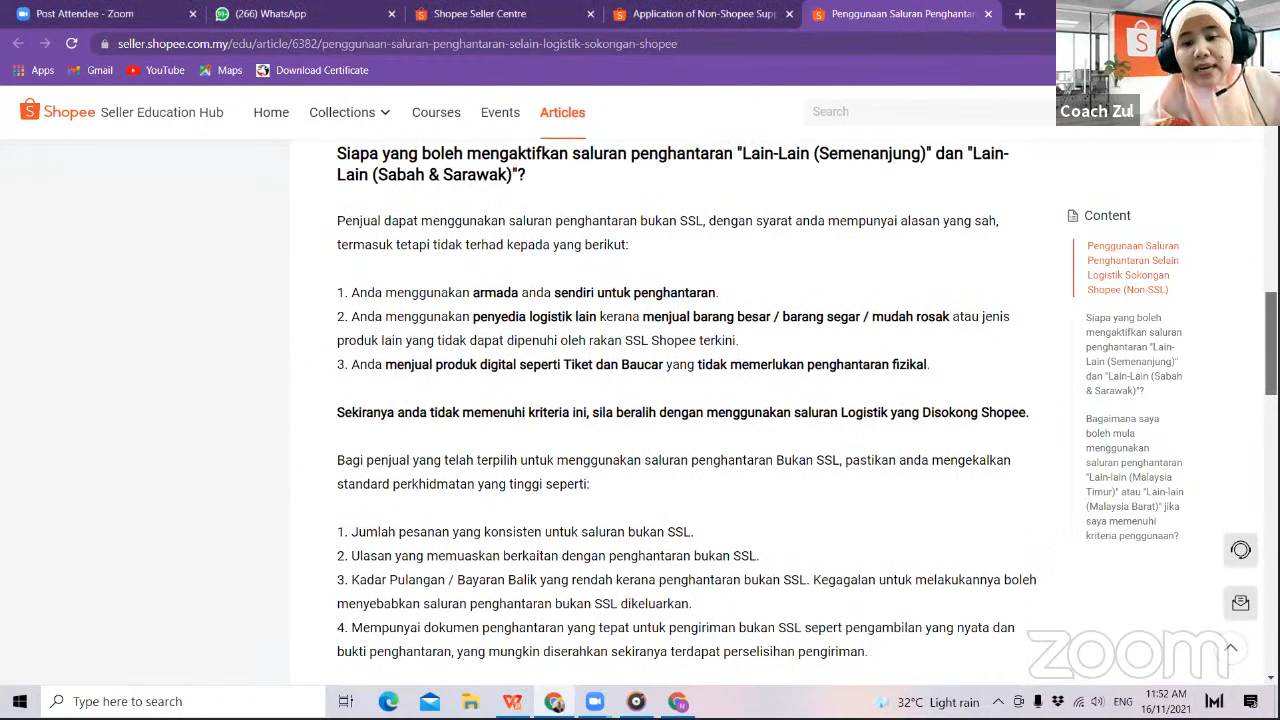 Zoom App - Desktop
(266) WhatsApp
Shopee Seller Centre
Application of Non-Shopee Supp
Penggunaan Saluran Penghantar
seller.shopee.com.my/edu/article/6382/penggunaan-saluran-penghantaran-selain-logistik-sokongan-shopee
Apps
Gmail
YouTube
Maps
Download Certificate
Coach Zul
Shopee Seller Education Hub
Home
Collections
Courses
Events
Articles
Search
Siapa yang boleh mengaktifkan saluran penghantaran "Lain-Lain (Semenanjung)" dan "Lain-
Lain (Sabah & Sarawak)"?
Penjual dapat menggunakan saluran penghantaran bukan SSL, dengan syarat anda mempunyai alasan yang sah,
termasuk tetapi tidak terhad kepada yang berikut:
1. Anda menggunakan armada anda sendiri untuk penghantaran.
2. Anda menggunakan penyedia logistik lain kerana menjual barang besar / barang segar / mudah rosak atau jenis
produk lain yang tidak dapat dipenuhi oleh rakan SSL Shopee terkini.
3. Anda menjual produk digital seperti Tiket dan Baucar yang tidak memerlukan penghantaran fizikal.
Sekiranya anda tidak memenuhi kriteria ini, sila beralih dengan menggunakan saluran Logistik yang Disokong Shopee.
Bagi penjual yang telah terpilih untuk menggunakan saluran penghantaran Bukan SSL, pastikan anda mengekalkan
standard perkhidmatan yang tinggi seperti:
1. Jumlah pesanan yang konsisten untuk saluran bukan SSL.
2. Ulasan yang memuaskan berkaitan dengan penghantaran bukan SSL.
3. Kadar Pulangan / Bayaran Balik yang rendah kerana penghantaran bukan SSL. Kegagalan untuk melakukannya boleh
menyebabkan saluran penghantaran bukan SSL dikeluarkan.
4. Mempunyai dokumen penghantaran yang tepat untuk pengiriman bukan SSL sepert pengambilan yang nyata dan
bukti penghantaran, yang mungkin diserahkan sekiranya terdapat perselisihan pengiriman.
Content
Penggunaan Saluran
Penghantaran Selain
Logistik Sokongan
Shopee (Non-SSL)
Siapa yang boleh
mengaktifkan saluran
penghantaran "Lain-
Lain (Semenanjung)"
dan "Lain-Lain (Sabah
& Sarawak)"?
Bagaimana saya
boleh mula
menggunakan
saluran penghantaran
"Lain-lain (Malaysia
Timur)" atau "Lain-lain
(Malaysia Barat)" jika
saya memenuhi
kriteria penggunaan?
zoom
Type here to search
32°C Light rain
ENG
11:52 AM
16/11/2021